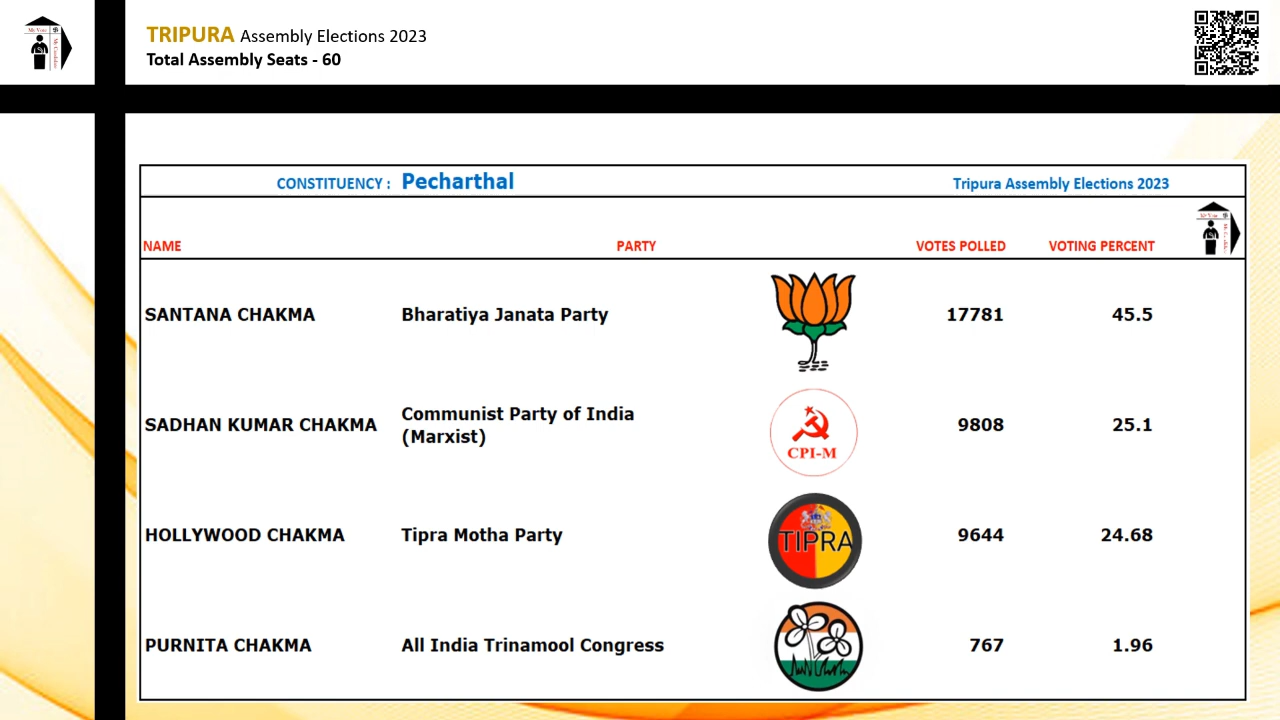 Mr Vote
TRIPURA Assembly Elections 2023
Total Assembly Seats - 60
CONSTITUENCY : Pecharthal Tripura Assembly Elections 2023
NAME PARTY VOTES POLLED VOTING PERCENT
SANTANA CHAKMA Bharatiya Janata Party 17781 45.5
SADHAN KUMAR CHAKMA Communist Party of India
(Marxist) 9808 25.1
CPI-M
HOLLYWOOD CHAKMA Tipra Motha Party TIPRA 9644 24.68
PURNITA CHAKMA All India Trinamool Congress 767 1.96